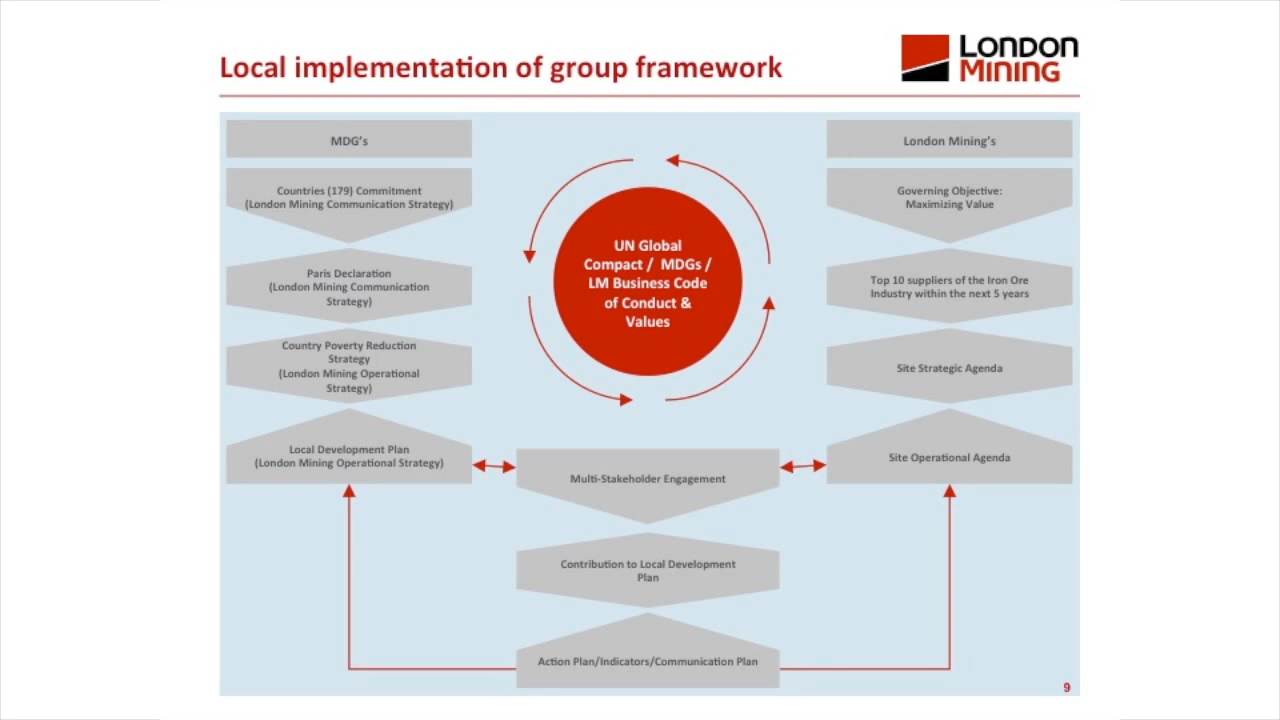 Local implementation of group framework
LONDON
MINING
MDG's
Countries (179) Commitment
(London Mining Communication Strategy)
Paris Declaration
(London Mining Communication
Strategy)
Country Poverty Reduction
Strategy
(London Mining Operational
Strategy)
Local Development Plan
(London Mining Operational Strategy)
UN Global
Compact / MDGs /
LM Business Code
of Conduct &
Values
Multi-Stakeholder Engagement
Contribution to Local Development
Plan
Action Plan/Indicators/Communication Plan
London Mining's
Governing Objective:
Maximizing Value
Top 10 suppliers of the Iron Ore
Industry within the next 5 years
Site Strategic Agenda
Site Operational Agenda
9